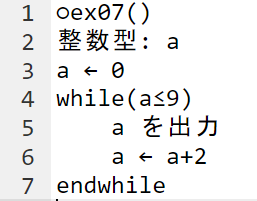 1 ○ex07()
2 整数型: a
3 a ← 0
4 while(a≤9)
5     a を出力
6     a ← a+2
7 endwhile